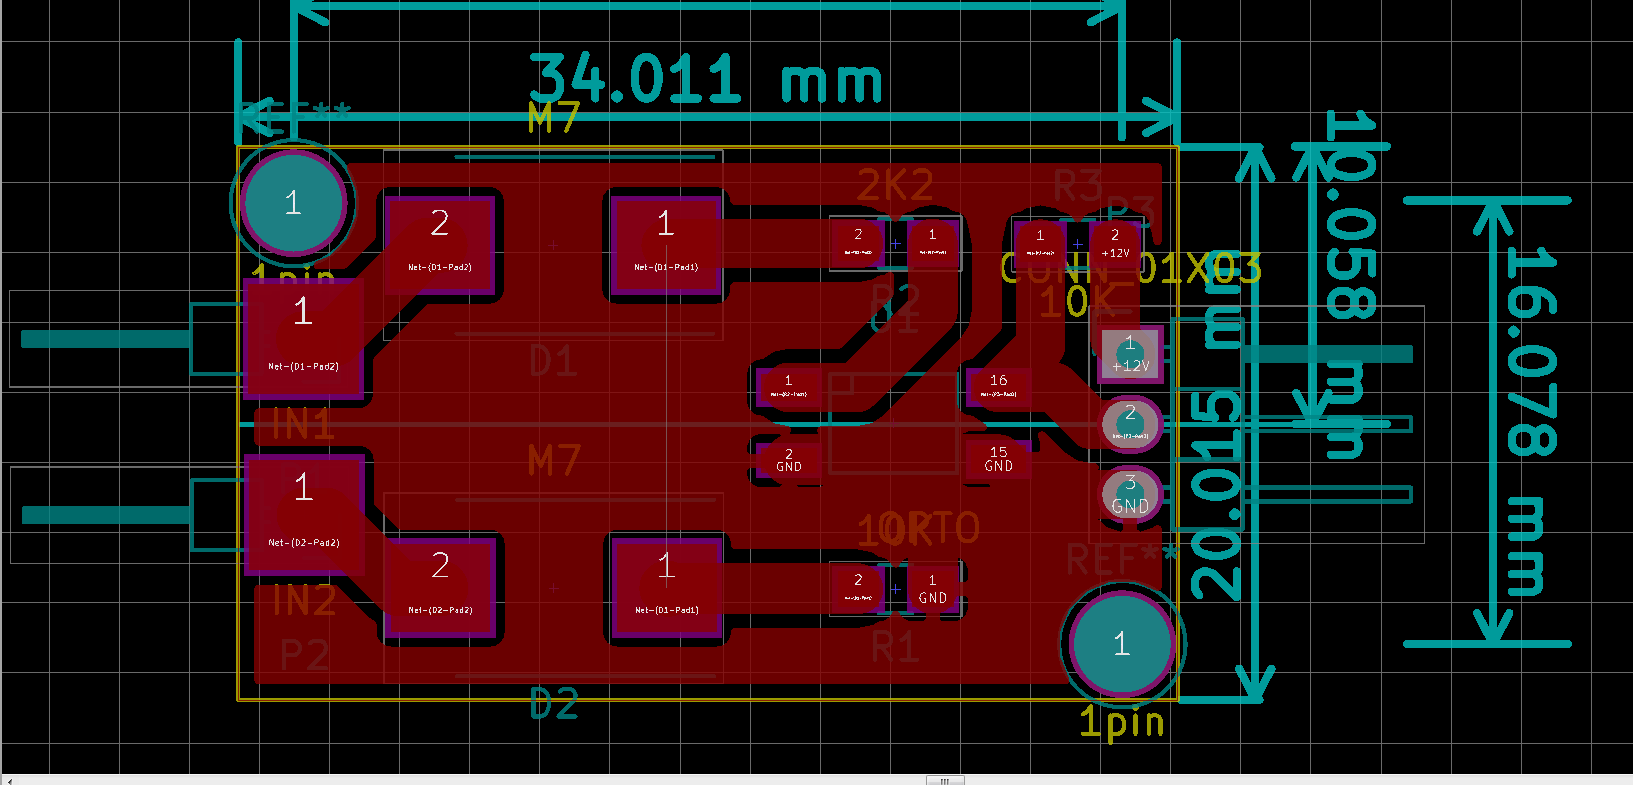 34.011 mm
REF**
M7
10.058 mm
16.078 mm
20.015 mm
1
1pin
2
Net-(D1-Pad2)
1
Net-(D1-Pad1)
2K2
2
1
R2
R3
P3
1
2
+12V
CONN_01X03
10K
1
Net-(D1-Pad2)
D1
IN1
1
+12V
2
3
GND
1
16
2
GND
15
GND
M7
1
Net-(D2-Pad2)
IN2
P2
2
Net-(D2-Pad2)
1
Net-(D1-Pad1)
D2
10K
2
1
GND
R1
REF**
1
1pin